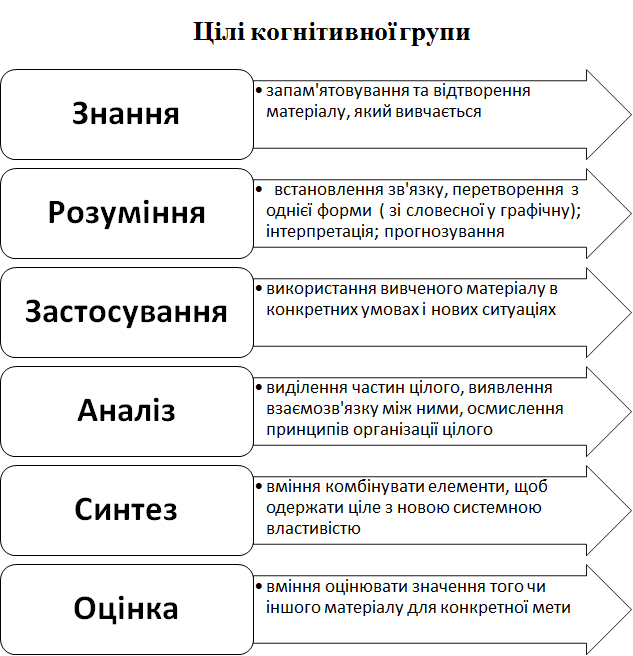 Цілі когнітивної групи
Знання
• запам'ятовування та відтворення
матеріалу, який вивчається
Розуміння
• встановлення зв'язку, перетворення з
однієї форми ( зі словесної у графічну);
інтерпретація; прогнозування
Застосування
• використання вивченого матеріалу в
конкретних умовах і нових ситуаціях
Аналіз
• виділення частин цілого, виявлення
взаємозв'язку між ними, осмислення
принципів організації цілого
Синтез
• вміння комбінувати елементи, щоб
одержати ціле з новою системною
властивістю
Оцінка
• вміння оцінювати значення того чи
іншого матеріалу для конкретної мети